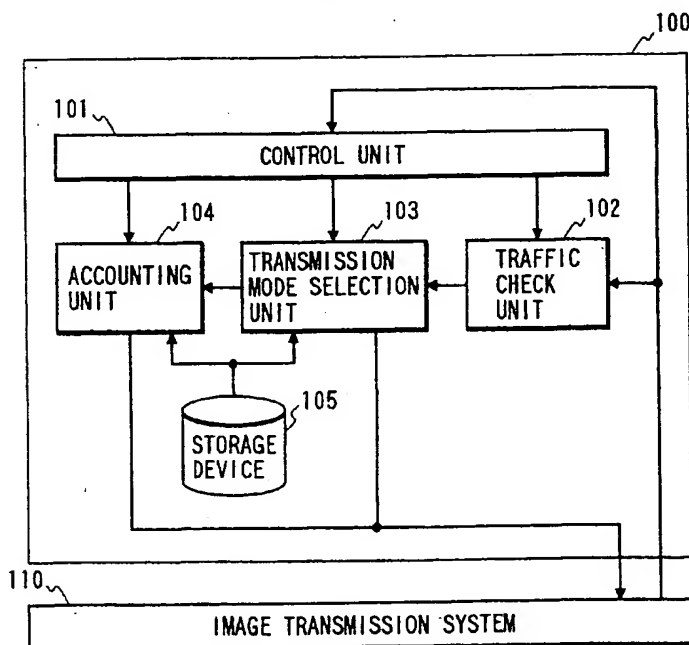 100
101
CONTROL UNIT
104
103
102
ACCOUNTING
UNIT
TRANSMISSION
MODE SELECTION
UNIT
TRAFFIC
CHECK
UNIT
105
STORAGE
DEVICE
110
IMAGE TRANSMISSION SYSTEM